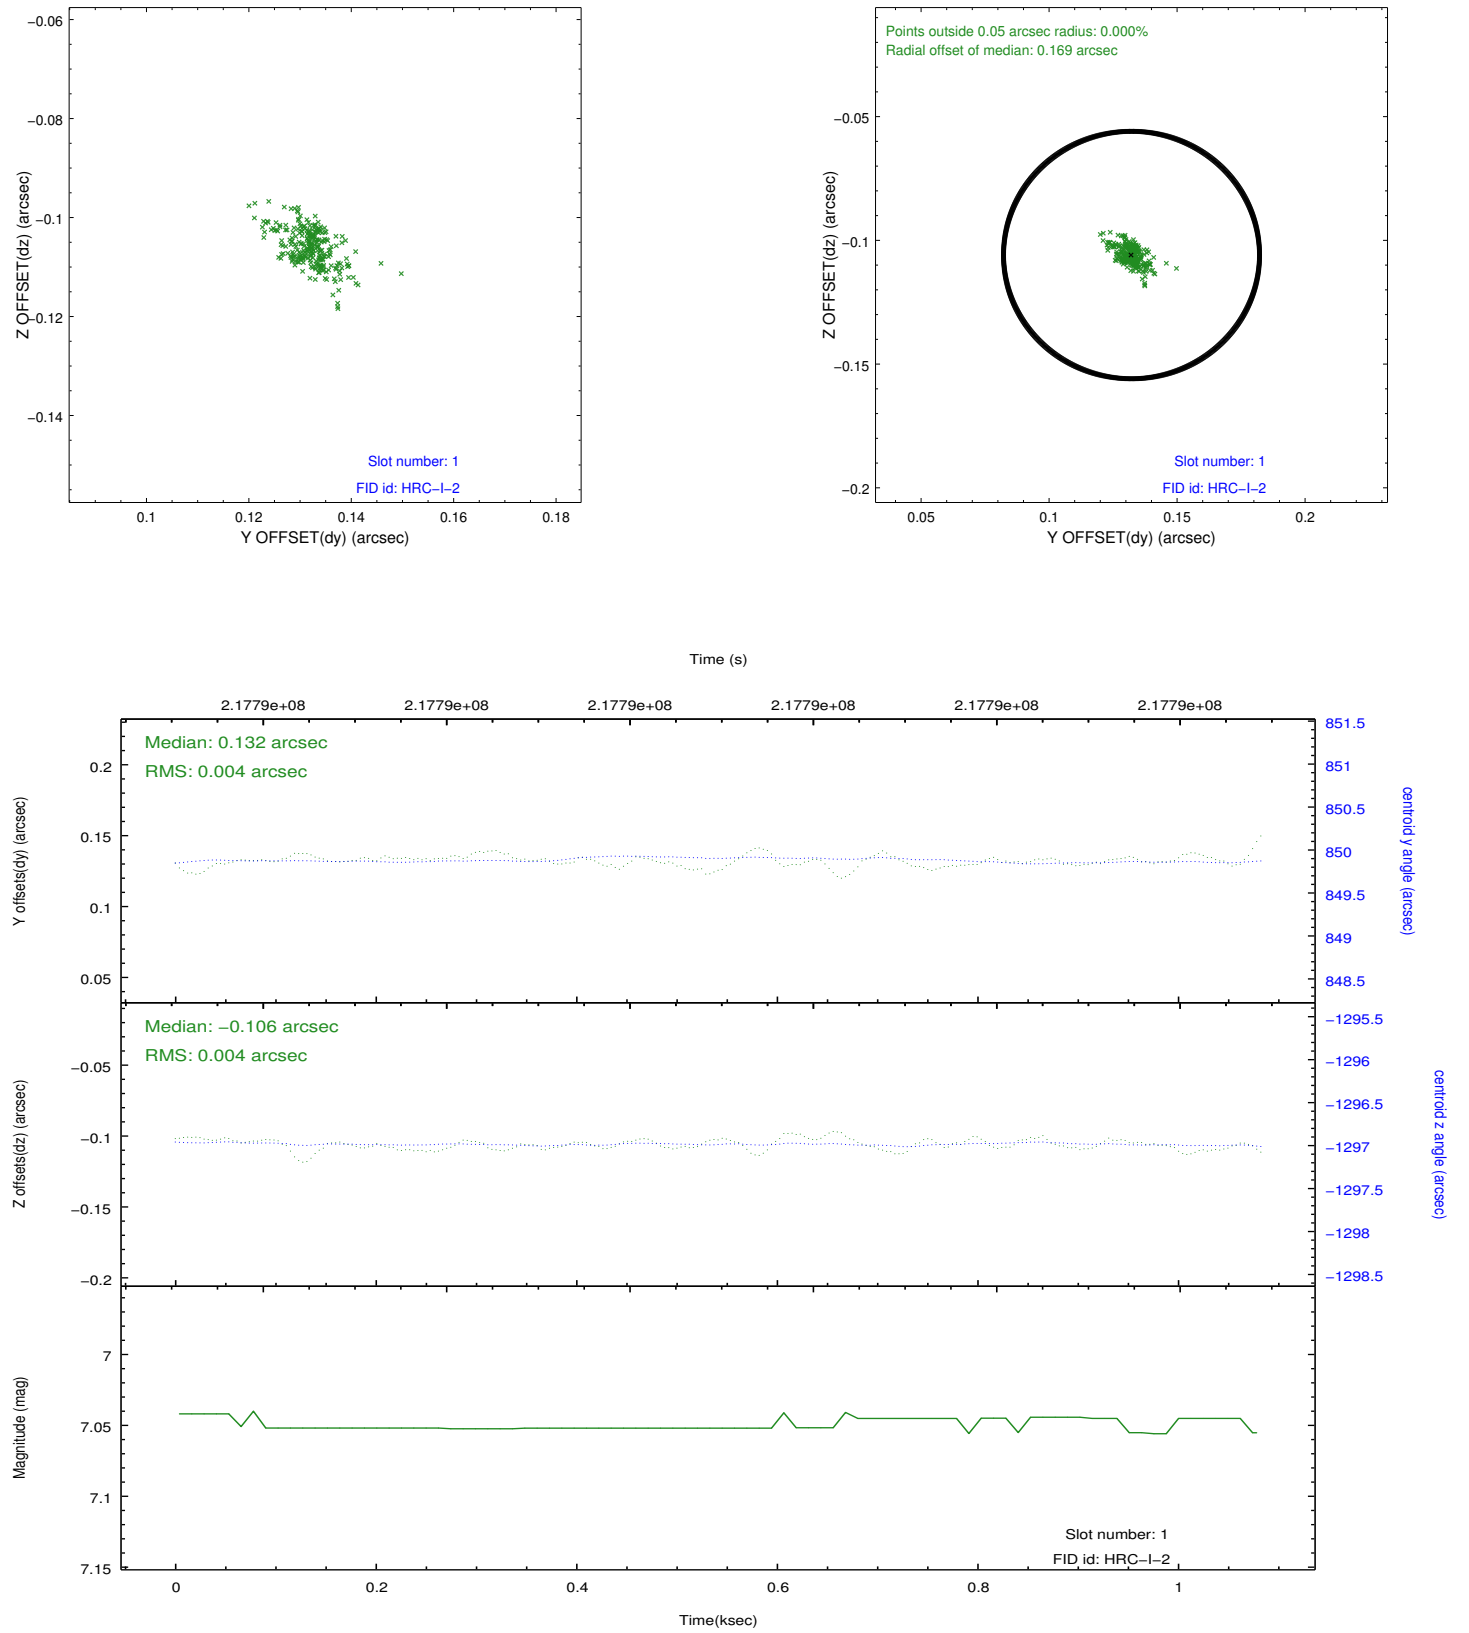 −0.06
−0.08
−0.1
−0.12
−0.14
Z OFFSET(dz) (arcsec)
Slot number: 1
FID id: HRC−I−2
0.1 0.12 0.14 0.16 0.18
Y OFFSET(dy) (arcsec)
Points outside 0.05 arcsec radius: 0.000%
Radial offset of median: 0.169 arcsec
−0.05
−0.1
−0.15
−0.2
Z OFFSET(dz) (arcsec)
Slot number: 1
FID id: HRC−I−2
0.05 0.1 0.15 0.2
Y OFFSET(dy) (arcsec)
Time (s)
2.1779e+08 2.1779e+08 2.1779e+08 2.1779e+08 2.1779e+08 2.1779e+08
Median: 0.132 arcsec
RMS: 0.004 arcsec
0.2
0.15
0.1
0.05
Y offsets(dy) (arcsec)
851.5
851
850.5
850
849.5
849
848.5
centroid y angle (arcsec)
Median: −0.106 arcsec
RMS: 0.004 arcsec
−0.05
−0.1
−0.15
−0.2
Z offsets(dz) (arcsec)
−1295.5
−1296
−1296.5
−1297
−1297.5
−1298
−1298.5
centroid z angle (arcsec)
7
7.05
7.1
7.15
Magnitude (mag)
Slot number: 1
FID id: HRC−I−2
0 0.2 0.4 0.6 0.8 1
Time(ksec)